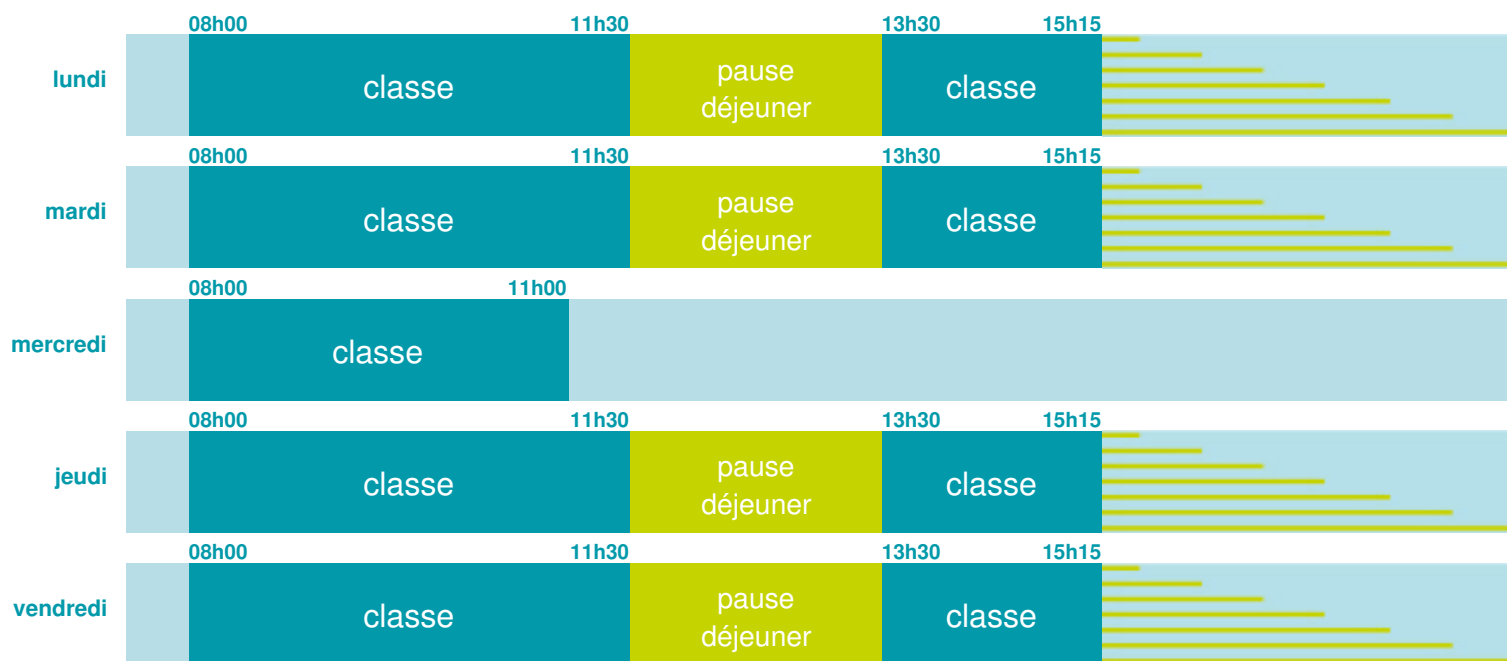 08h00 11h30 13h30 15h15
lundi classe pause déjeuner classe
08h00 11h30 13h30 15h15
mardi classe pause déjeuner classe
08h00 11h00
mercredi classe
08h00 11h30 13h30 15h15
jeudi classe pause déjeuner classe
08h00 11h30 13h30 15h15
vendredi classe pause déjeuner classe